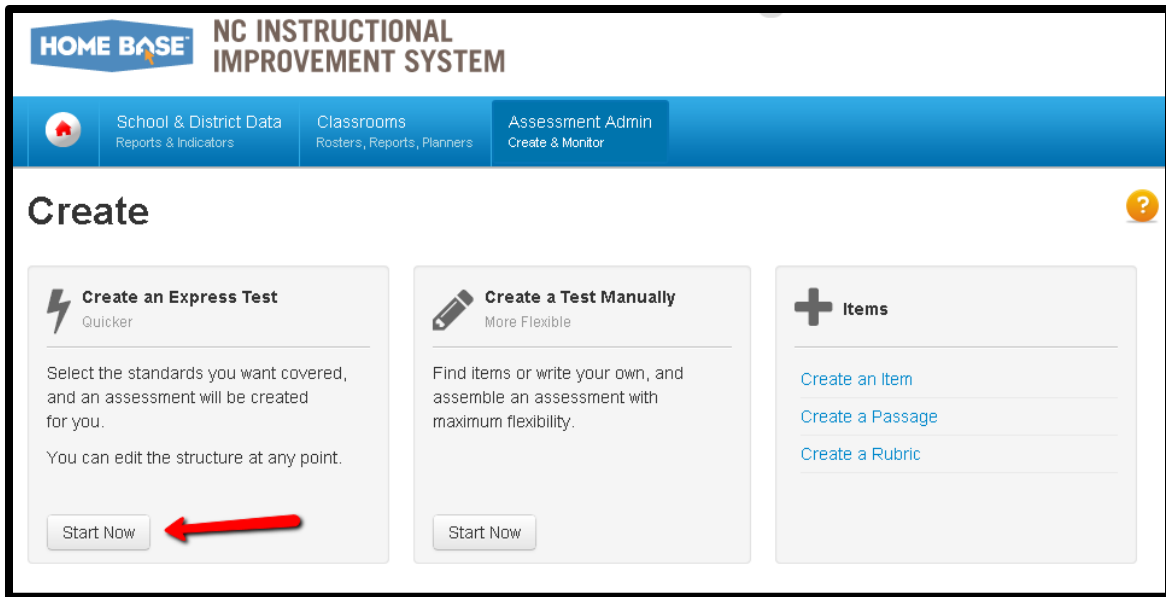 HOME BASE
NC INSTRUCTIONAL
IMPROVEMENT SYSTEM
School & District Data
Reports & Indicators
Classrooms
Rosters, Reports, Planners
Assessment Admin
Create & Monitor
Create
?
Create an Express Test
Quicker
Select the standards you want covered,
and an assessment will be created
for you.
You can edit the structure at any point.
Start Now
Create a Test Manually
More Flexible
Find items or write your own, and
assemble an assessment with
maximum flexibility.
Start Now
Items
Create an Item
Create a Passage
Create a Rubric